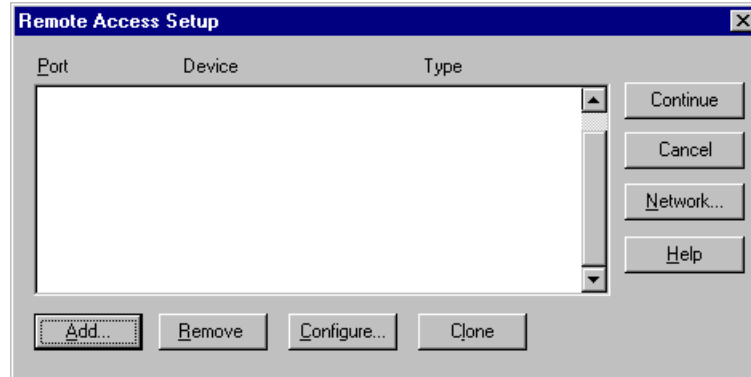 Remote Access Setup
Port Device Type
Continue
Cancel
Network...
Help
Add... Remove Configure... Clone